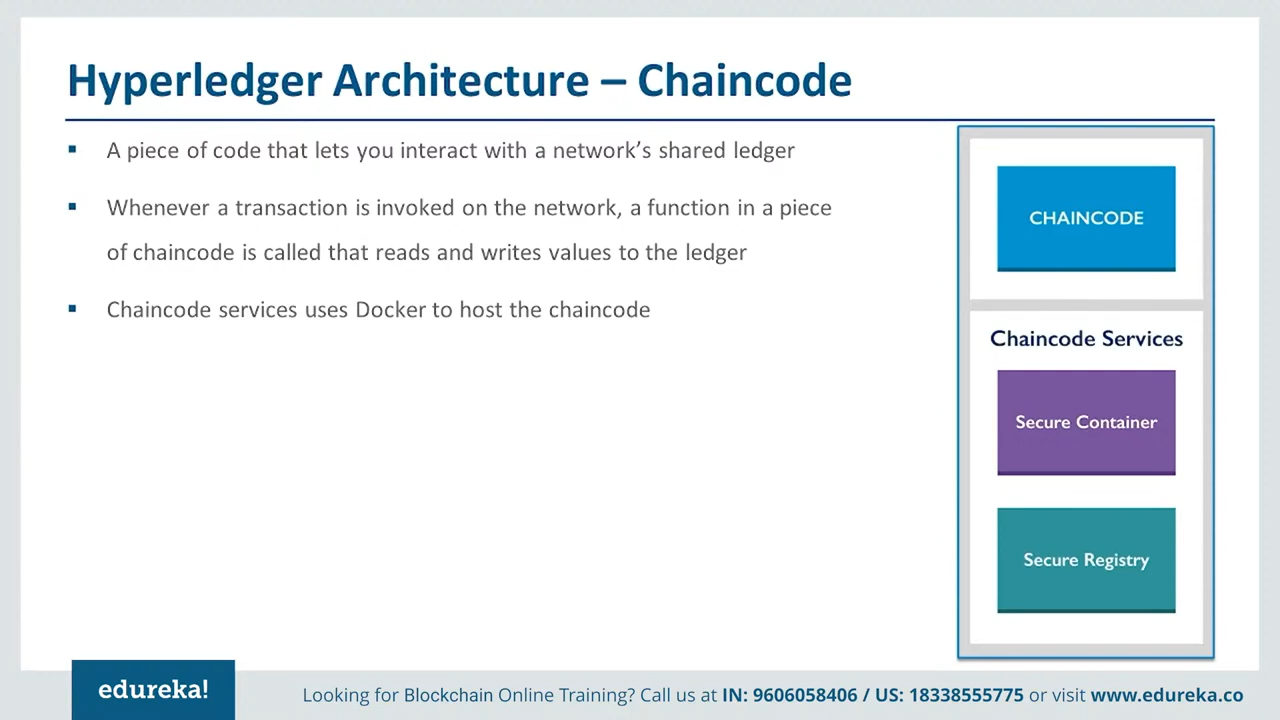 Hyperledger Architecture – Chaincode
▪ A piece of code that lets you interact with a network’s shared ledger
▪ Whenever a transaction is invoked on the network, a function in a piece
of chaincode is called that reads and writes values to the ledger
▪ Chaincode services uses Docker to host the chaincode
CHAINCODE
Chaincode Services
Secure Container
Secure Registry
edureka!
Looking for Blockchain Online Training? Call us at IN: 9606058406 / US: 18338555775 or visit www.edureka.co